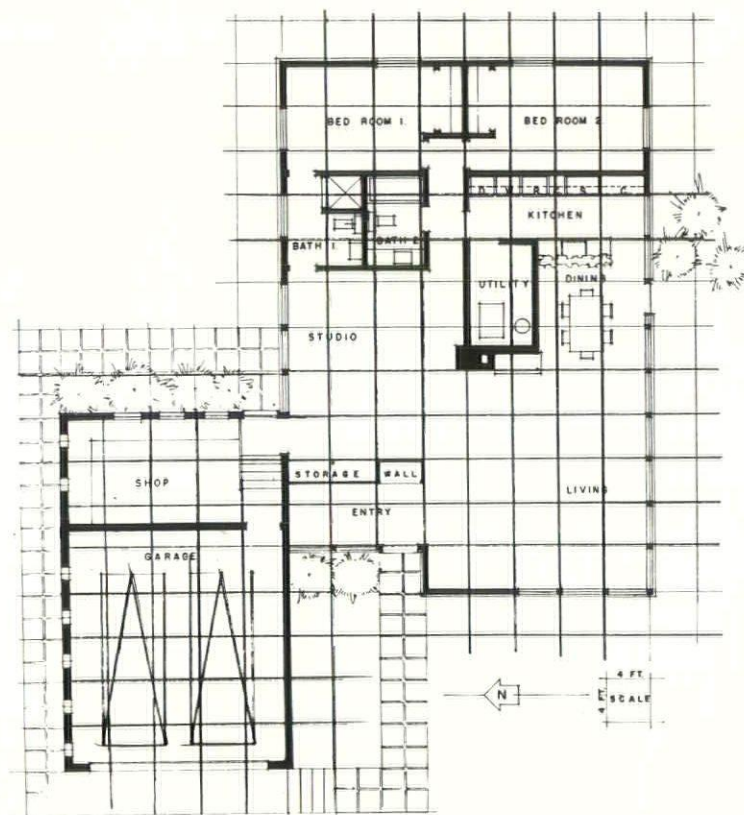 BED ROOM 1
BED ROOM 2
D W R E S C
KITCHEN
BATH 1
BATH 2
UTILITY
DINING
STUDIO
STORAGE WALL
SHOP
LIVING
ENTRY
GARAGE
4 FT.
N
4 FT.
SCALE